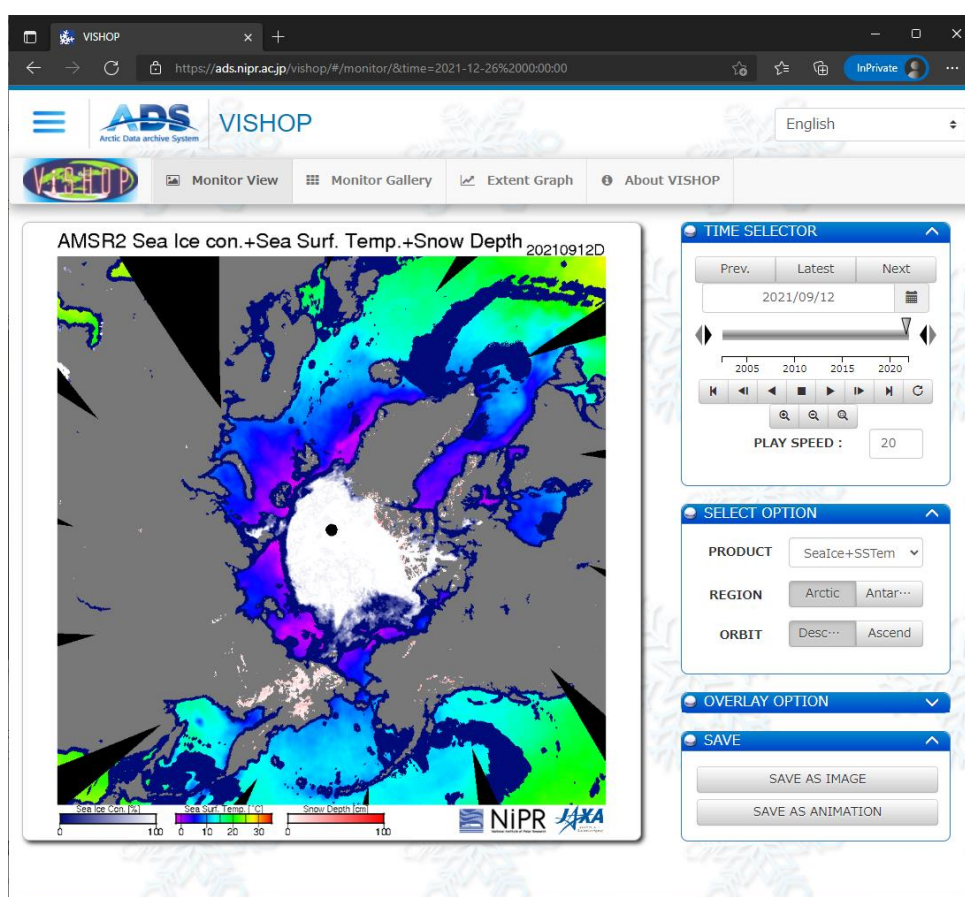 VISHOP
https://ads.nipr.ac.jp/vishop/#/monitor/&time=2021-12-26%2000:00:00
InPrivate
ADS
Arctic Data archive System
VISHOP
English
VISHOP
Monitor View
Monitor Gallery
Extent Graph
About VISHOP
AMSR2 Sea Ice con.+Sea Surf. Temp.+Snow Depth 20210912D
Sea Ice Con. [%]
Sea Surf. Temp. [°C]
Snow Depth [cm]
0 100
0 10 20 30
0 100
NiPR
National Institute of Polar Research
JAXA
TIME SELECTOR
Prev.
Latest
Next
2021/09/12
2005 2010 2015 2020
PLAY SPEED :
20
SELECT OPTION
PRODUCT
SeaIce+SSTem
REGION
Arctic
Antar···
ORBIT
Desc···
Ascend
OVERLAY OPTION
SAVE
SAVE AS IMAGE
SAVE AS ANIMATION